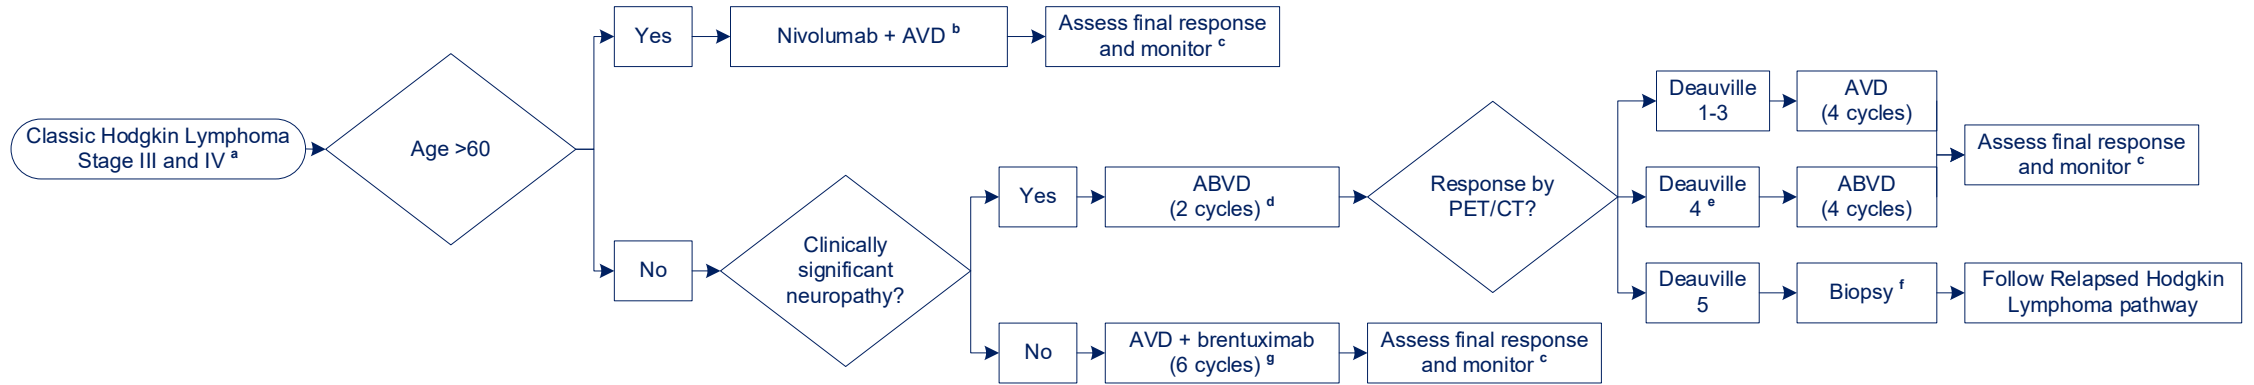 Classic Hodgkin Lymphoma
Stage III and IV a
Age >60
Yes
Nivolumab + AVD b
Assess final response
and monitor c
No
Clinically
significant
neuropathy?
Yes
ABVD
(2 cycles) d
Response by
PET/CT?
Deauville
1-3
AVD
(4 cycles)
Deauville
4 e
ABVD
(4 cycles)
Assess final response
and monitor c
Deauville
5
Biopsy f
Follow Relapsed Hodgkin
Lymphoma pathway
No
AVD + brentuximab
(6 cycles) g
Assess final response
and monitor c